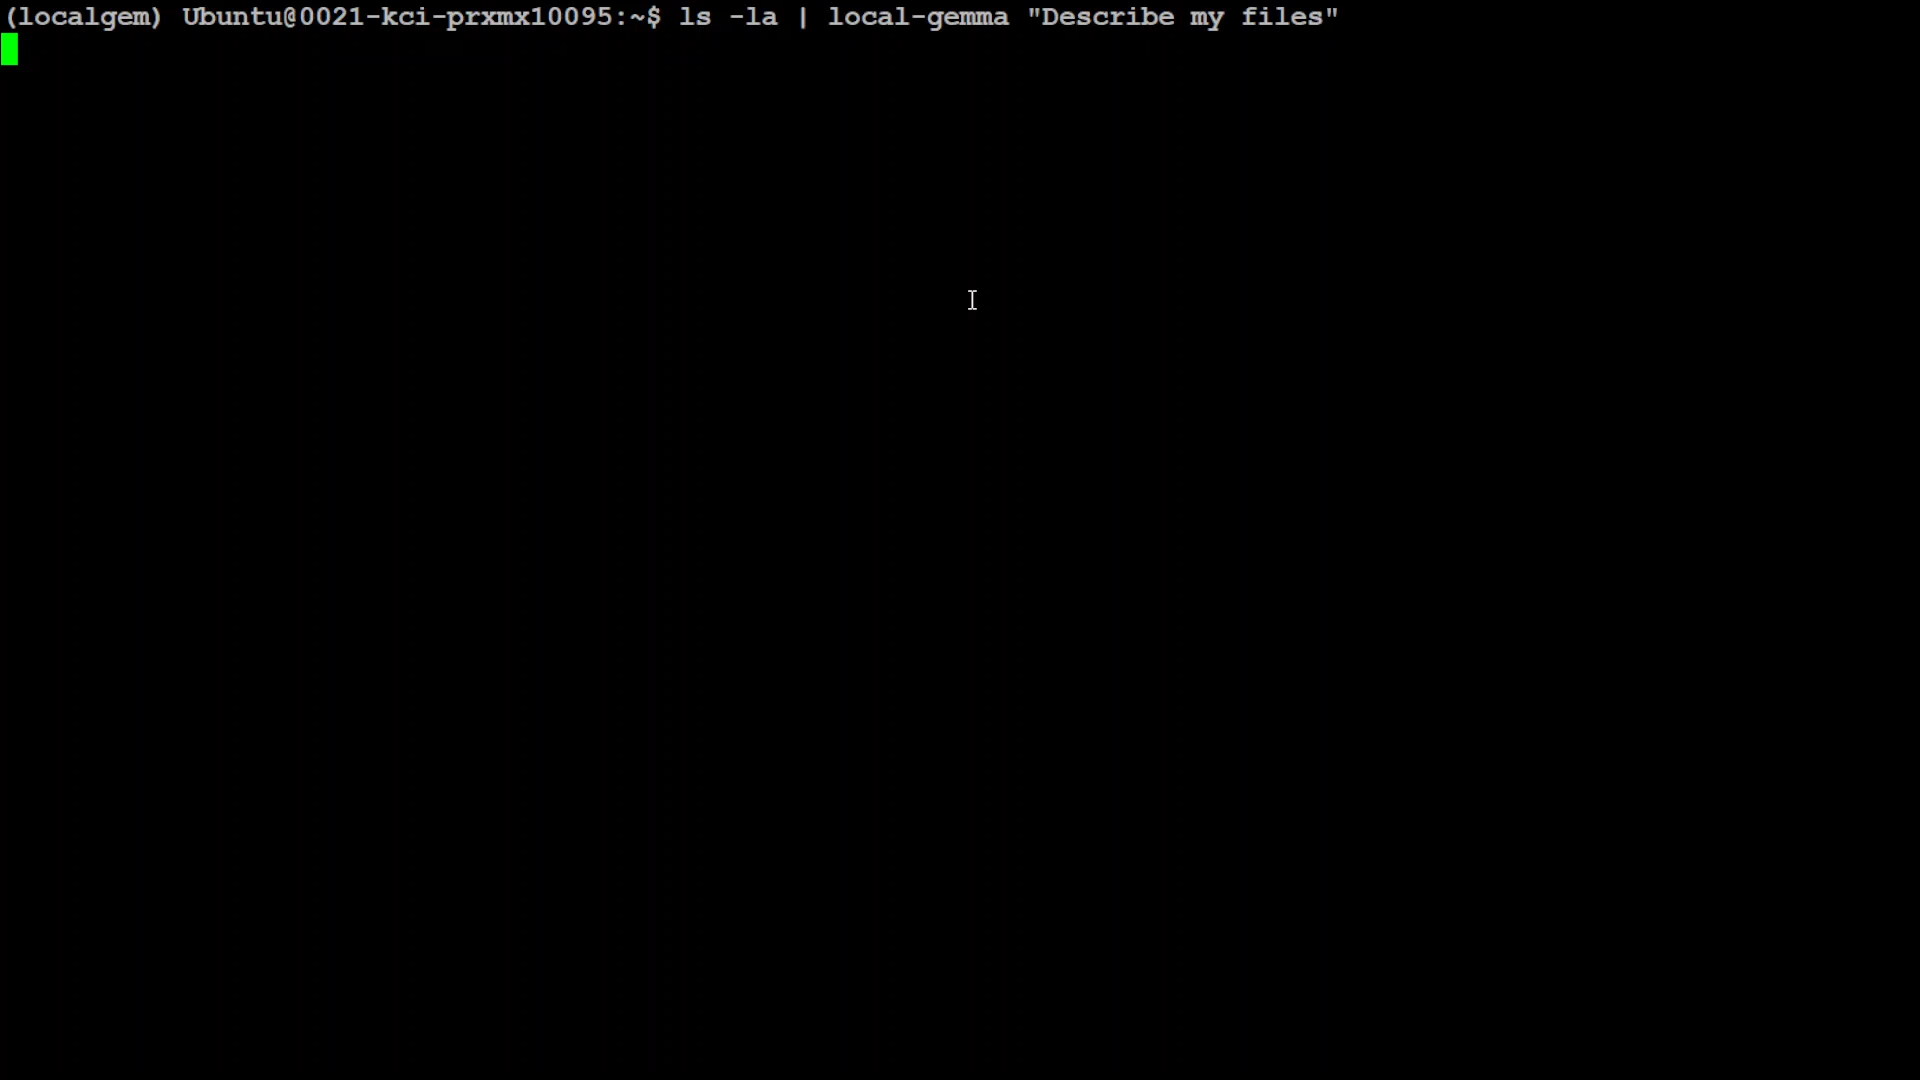 (localgem) Ubuntu@0021-kci-prxmx10095:~$ ls -la | local-gemma "Describe my files"